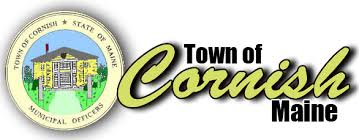 TOWN OF CORNISH • STATE OF MAINE
MUNICIPAL OFFICERS
Town of
Cornish
Maine